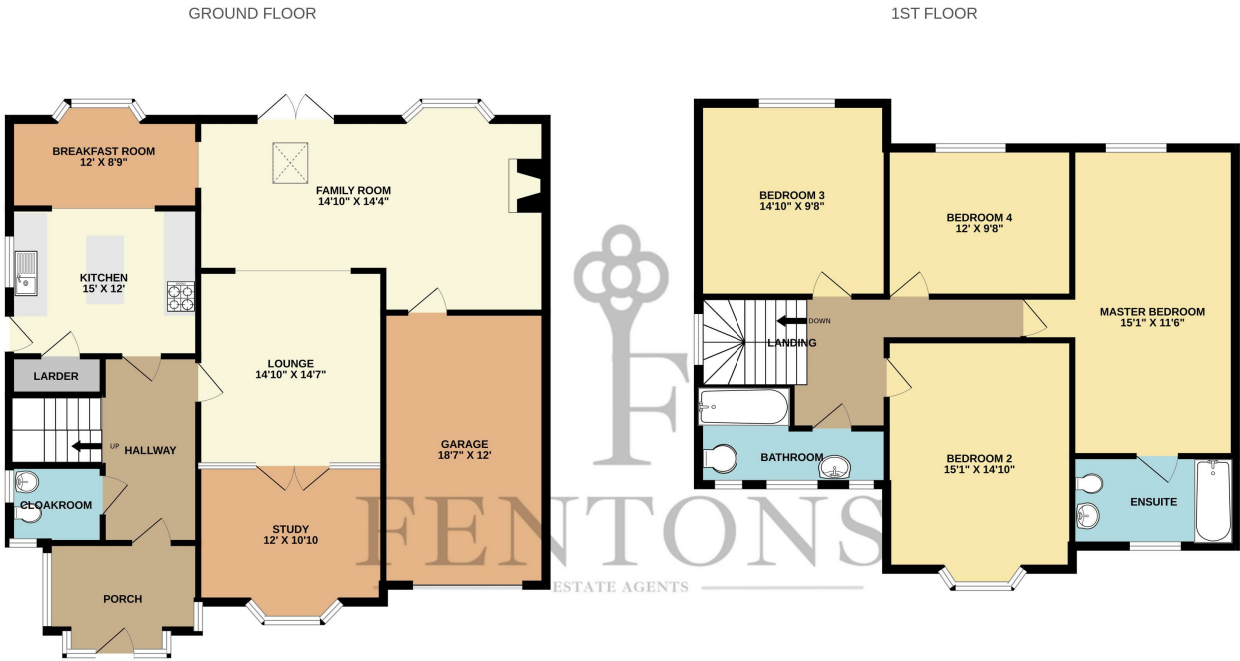 GROUND FLOOR
BREAKFAST ROOM
12' X 8'9"
FAMILY ROOM
14'10" X 14'4"
KITCHEN
15' X 12'
LARDER
LOUNGE
14'10" X 14'7"
UP
HALLWAY
GARAGE
18'7" X 12'
CLOAKROOM
STUDY
12' X 10'10
PORCH
1ST FLOOR
BEDROOM 3
14'10" X 9'8"
BEDROOM 4
12' X 9'8"
MASTER BEDROOM
15'1" X 11'6"
DOWN
LANDING
BATHROOM
BEDROOM 2
15'1" X 14'10"
ENSUITE
F
FENTONS
ESTATE AGENTS